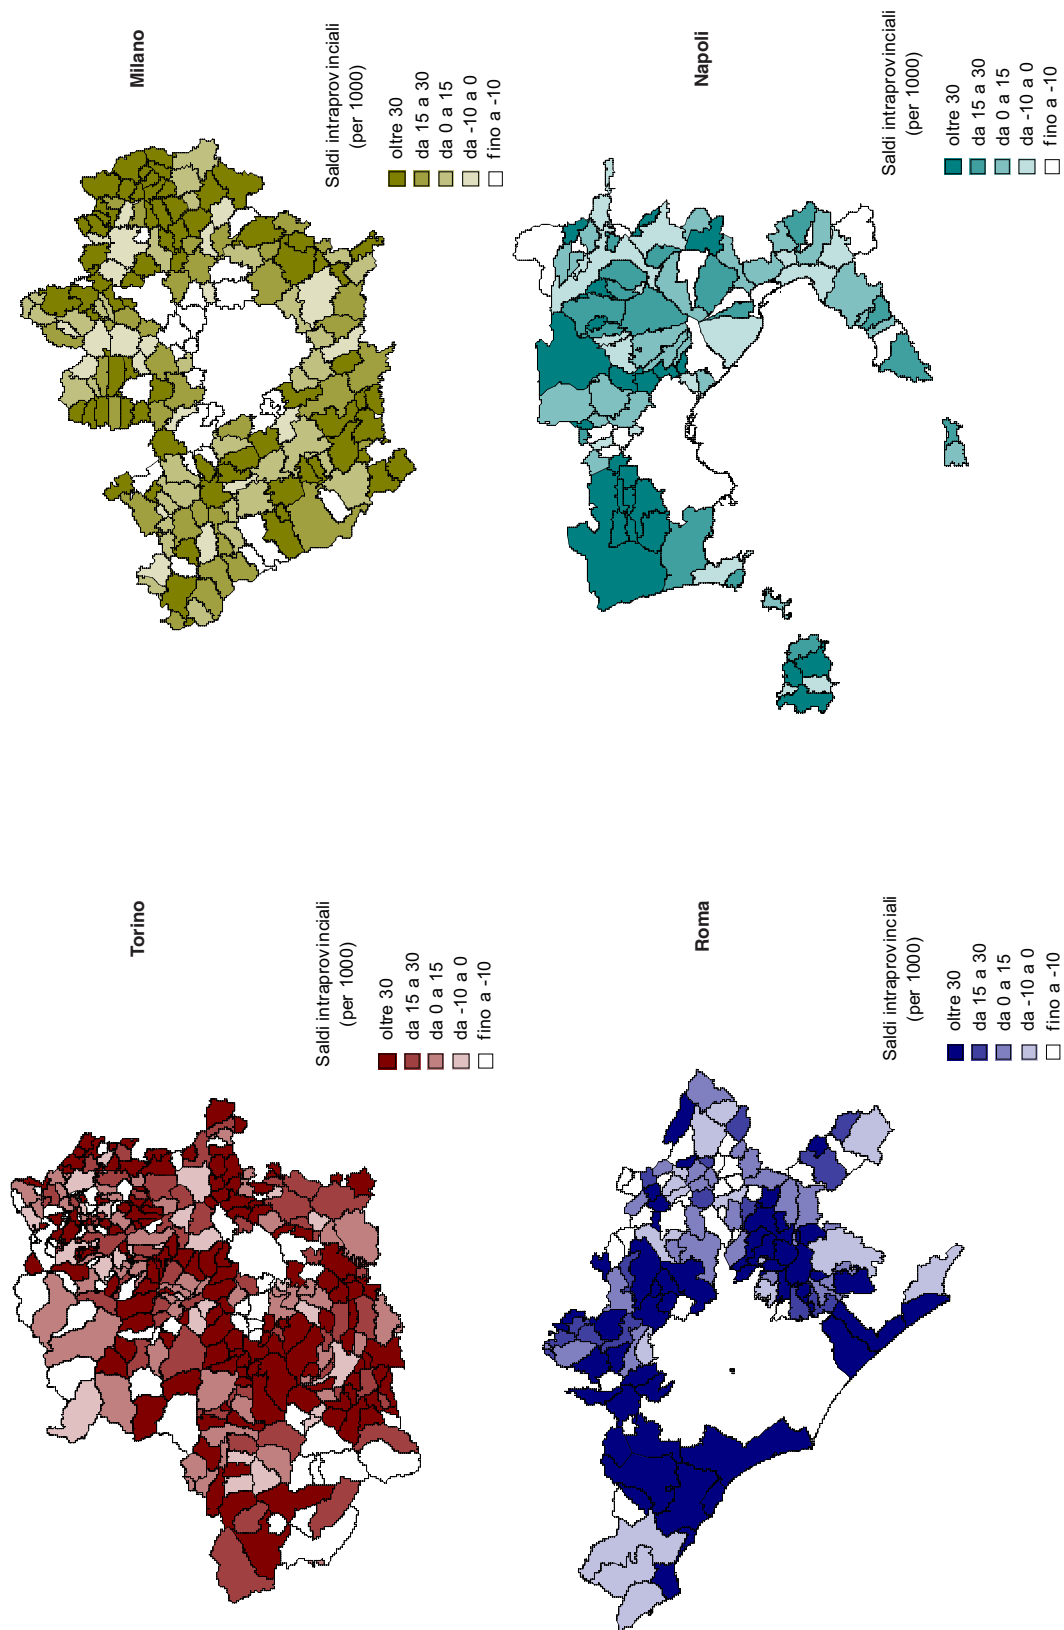 Torino
Saldi intraprovinciali
(per 1000)
oltre 30
da 15 a 30
da 0 a 15
da -10 a 0
fino a -10
Milano
Saldi intraprovinciali
(per 1000)
oltre 30
da 15 a 30
da 0 a 15
da -10 a 0
fino a -10
Roma
Saldi intraprovinciali
(per 1000)
oltre 30
da 15 a 30
da 0 a 15
da -10 a 0
fino a -10
Napoli
Saldi intraprovinciali
(per 1000)
oltre 30
da 15 a 30
da 0 a 15
da -10 a 0
fino a -10